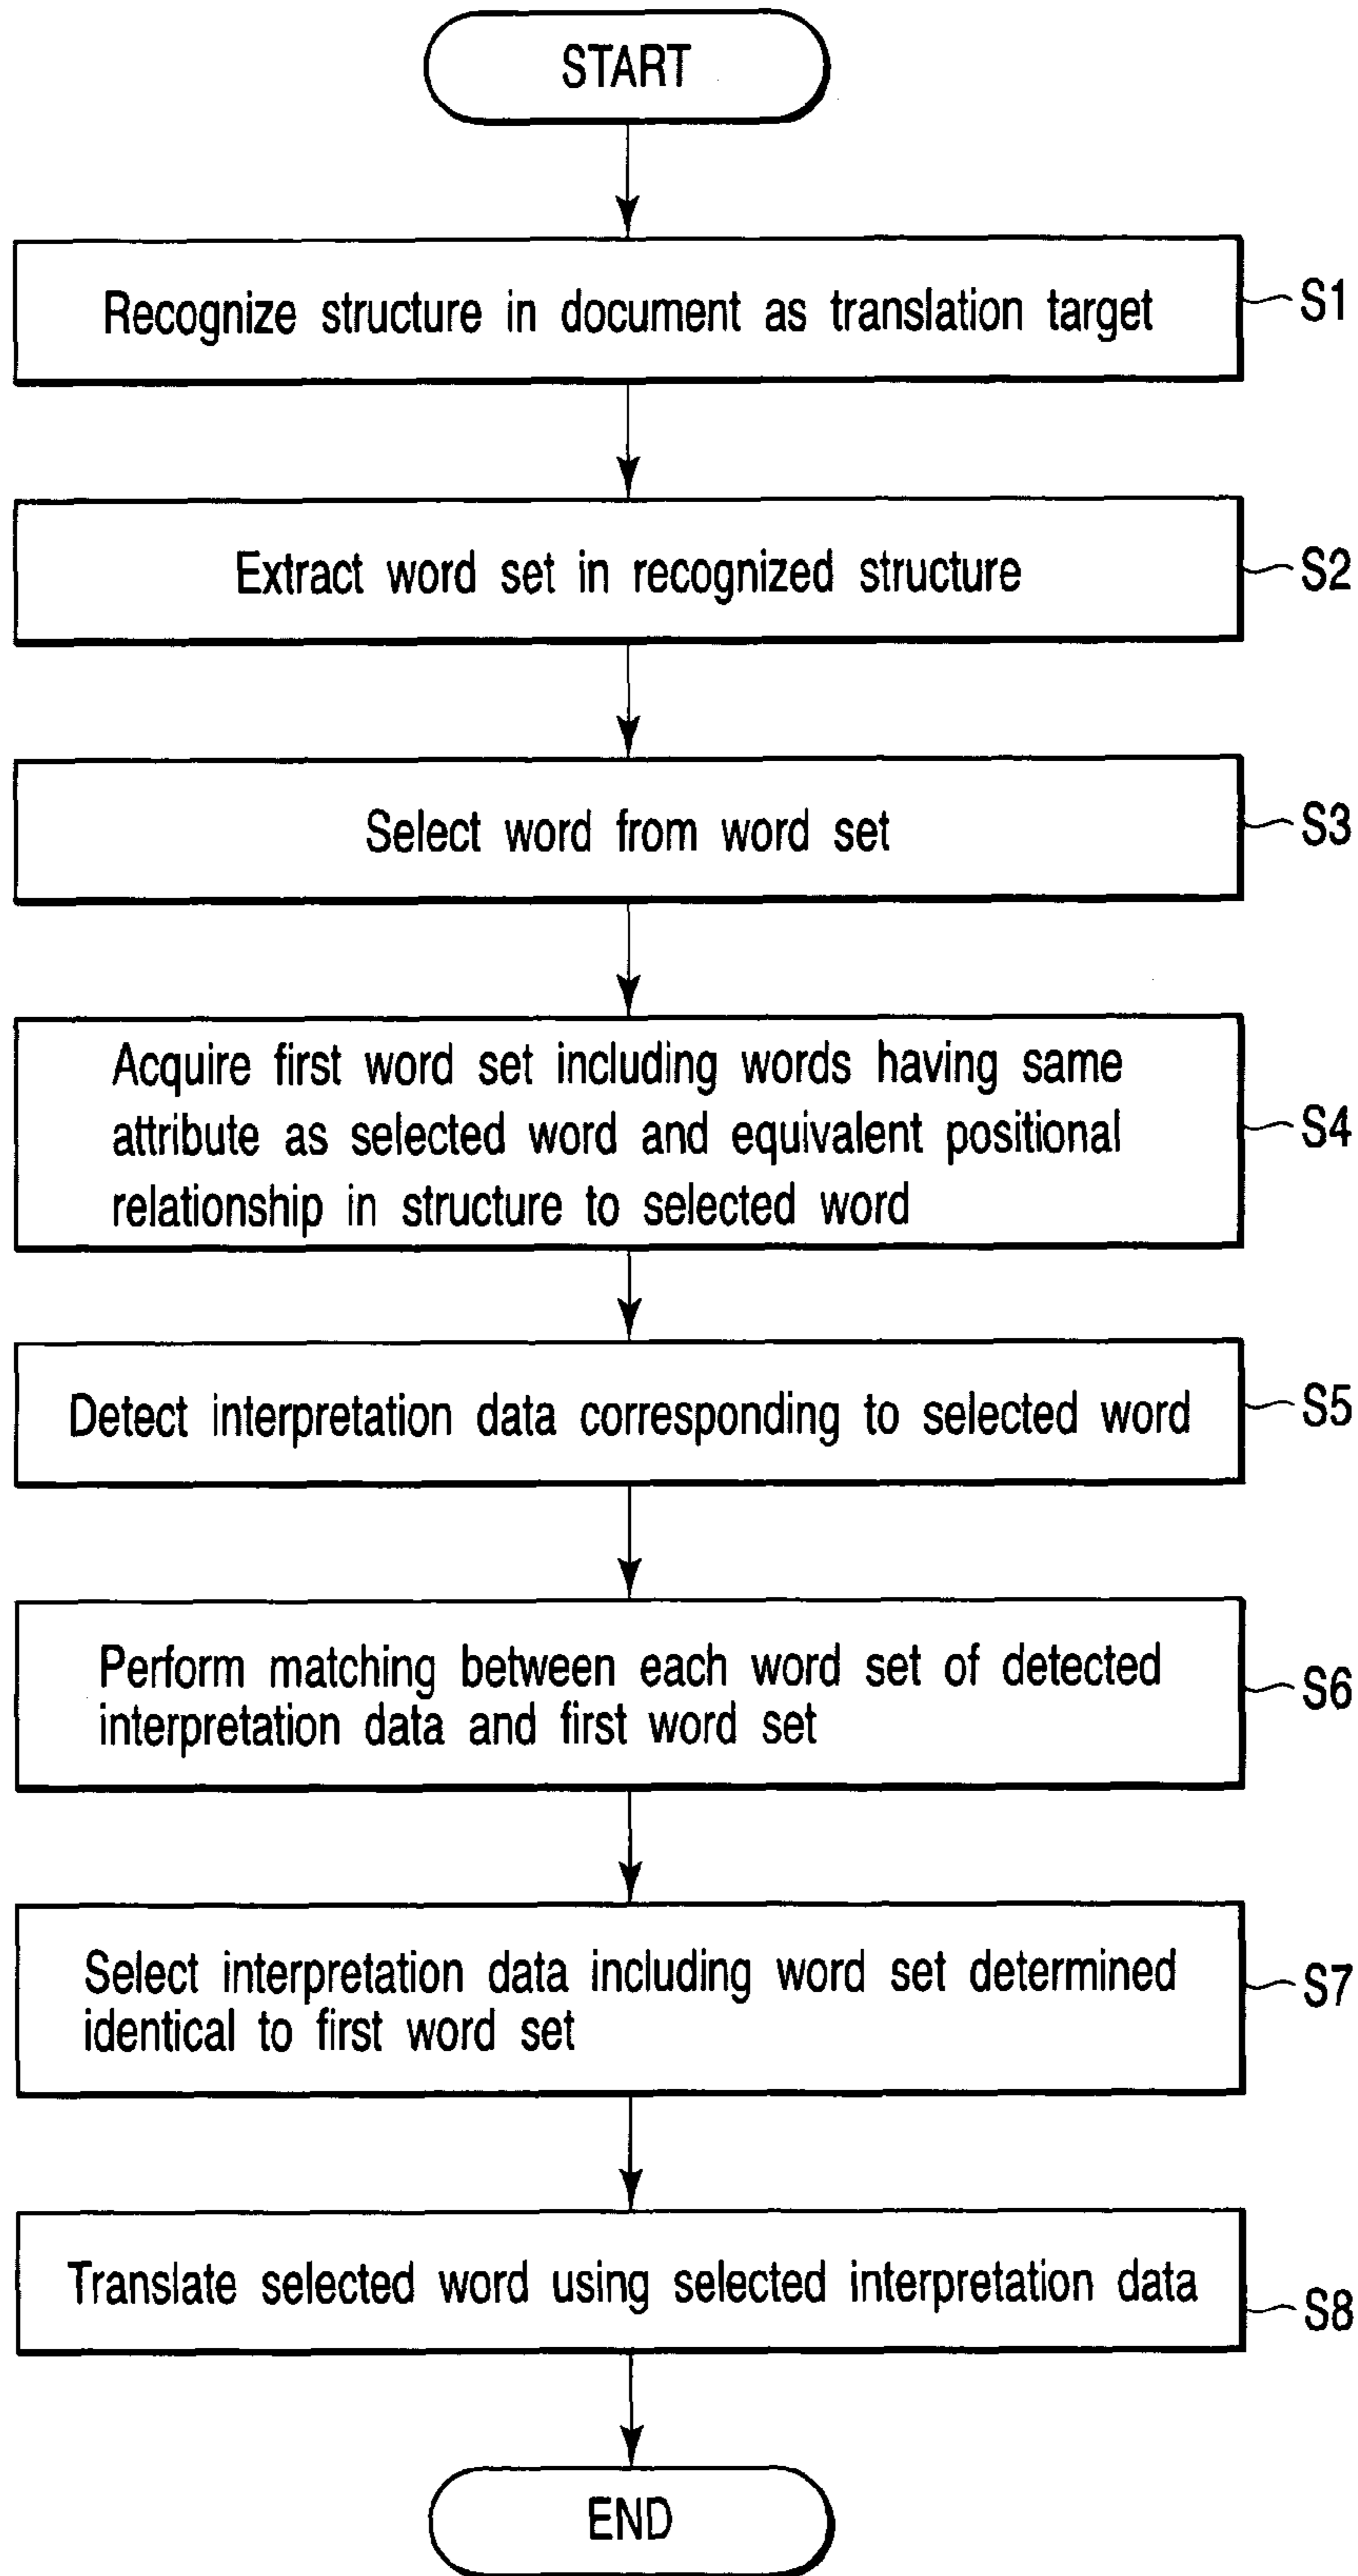 START
Recognize structure in document as translation target
S1
Extract word set in recognized structure
S2
Select word from word set
S3
Acquire first word set including words having same
attribute as selected word and equivalent positional
relationship in structure to selected word
S4
Detect interpretation data corresponding to selected word
S5
Perform matching between each word set of detected
interpretation data and first word set
S6
Select interpretation data including word set determined
identical to first word set
S7
Translate selected word using selected interpretation data
S8
END